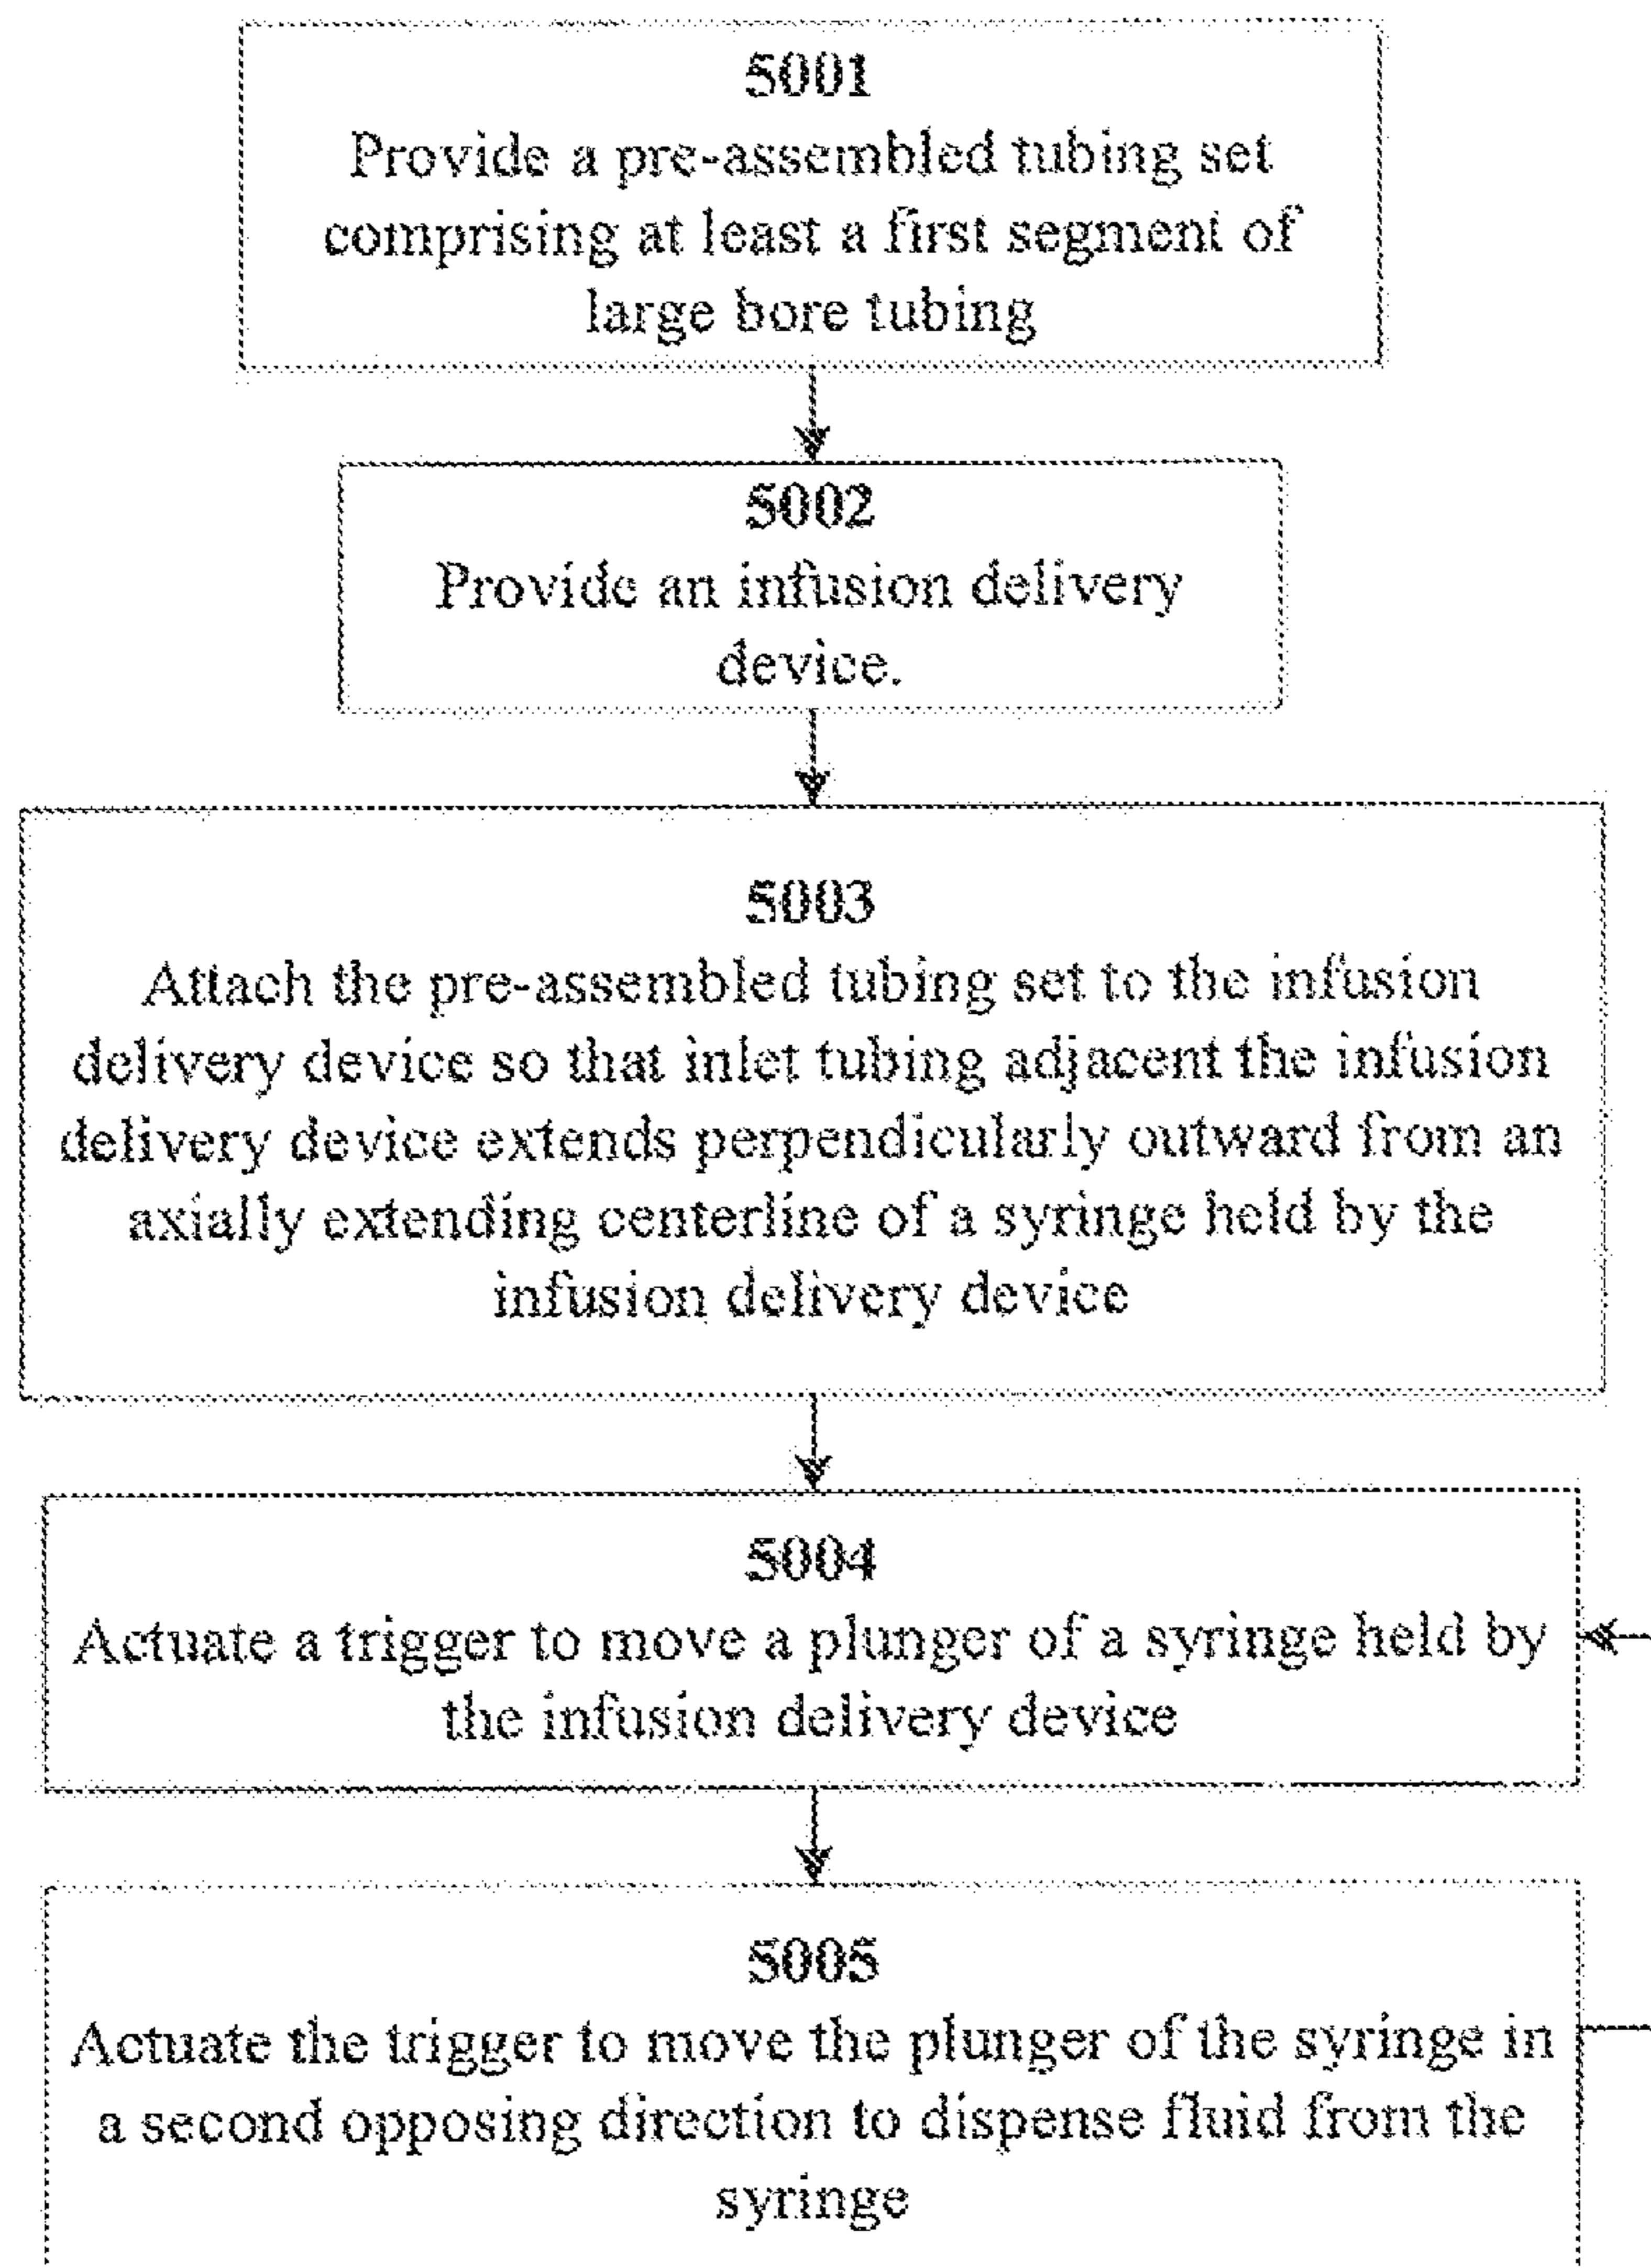 5001
Provide a pre-assembled tubing set
comprising at least a first segment of
large bore tubing
5002
Provide an infusion delivery
device.
5003
Attach the pre-assembled tubing set to the infusion
delivery device so that inlet tubing adjacent the infusion
delivery device extends perpendicularly outward from an
axially extending centerline of a syringe held by the
infusion delivery device
5004
Actuate a trigger to move a plunger of a syringe held by
the infusion delivery device
5005
Actuate the trigger to move the plunger of the syringe in
a second opposing direction to dispense fluid from the
syringe